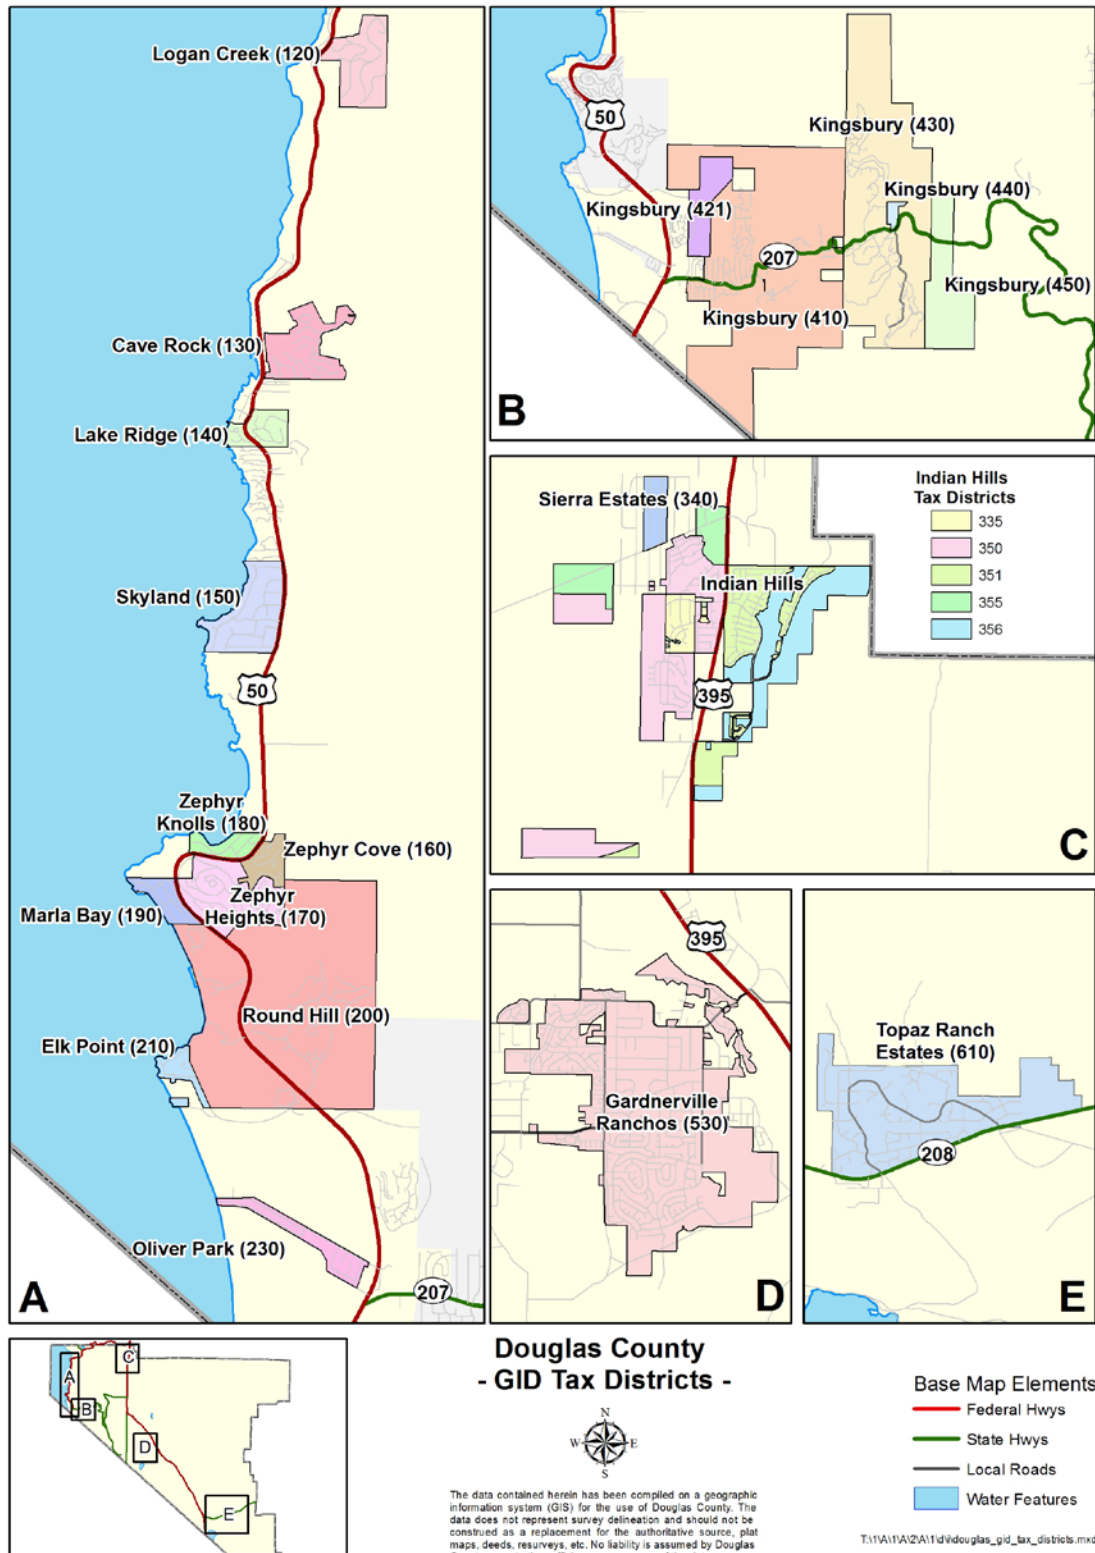 Logan Creek (120)
Cave Rock (130)
Lake Ridge (140)
Skyland (150)
50
Zephyr
Knolls (180)
Zephyr Cove (160)
Zephyr
Heights (170)
Marla Bay (190)
Round Hill (200)
Elk Point (210)
Oliver Park (230)
207
A
50
Kingsbury (430)
Kingsbury (440)
Kingsbury (421)
207
Kingsbury (450)
Kingsbury (410)
B
Indian Hills
Tax Districts
335
350
351
355
356
Sierra Estates (340)
Indian Hills
395
C
395
Gardnerville
Ranchos (530)
D
Topaz Ranch
Estates (610)
208
E
A
B
C
D
E
Douglas County
- GID Tax Districts -
N
W
E
S
The data contained herein has been compiled on a geographic
information system (GIS) for the use of Douglas County. The
data does not represent survey delineation and should not be
construed as a replacement for the authoritative source, plat
maps, deeds, resurveys, etc. No liability is assumed by Douglas
Base Map Elements
Federal Hwys
State Hwys
Local Roads
Water Features